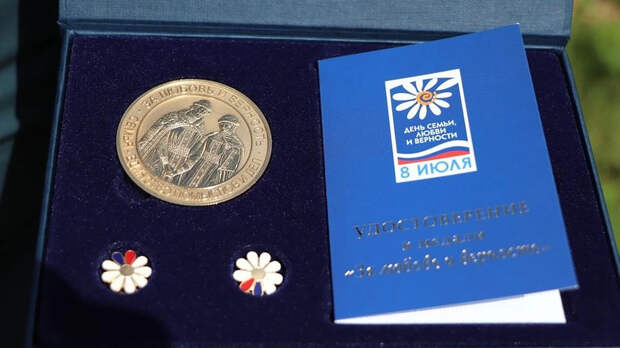 ЗА ЛЮБОВЬ И ВЕРНОСТЬ
ДЕНЬ СЕМЬИ,
ЛЮБВИ
И ВЕРНОСТИ
8 ИЮЛЯ
УДОСТОВЕРЕНИЕ
к медали
«За любовь и верность»